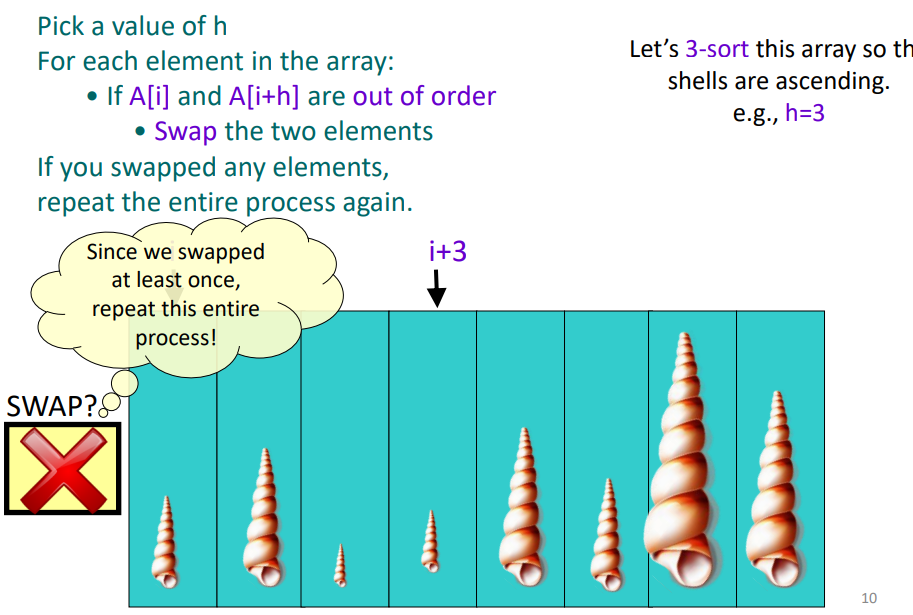 Pick a value of h
For each element in the array:
• If A[i] and A[i+h] are out of order
• Swap the two elements
If you swapped any elements,
repeat the entire process again.
Let's 3-sort this array so th
shells are ascending.
e.g., h=3
Since we swapped
at least once,
repeat this entire
process!
i+3
SWAP?
10